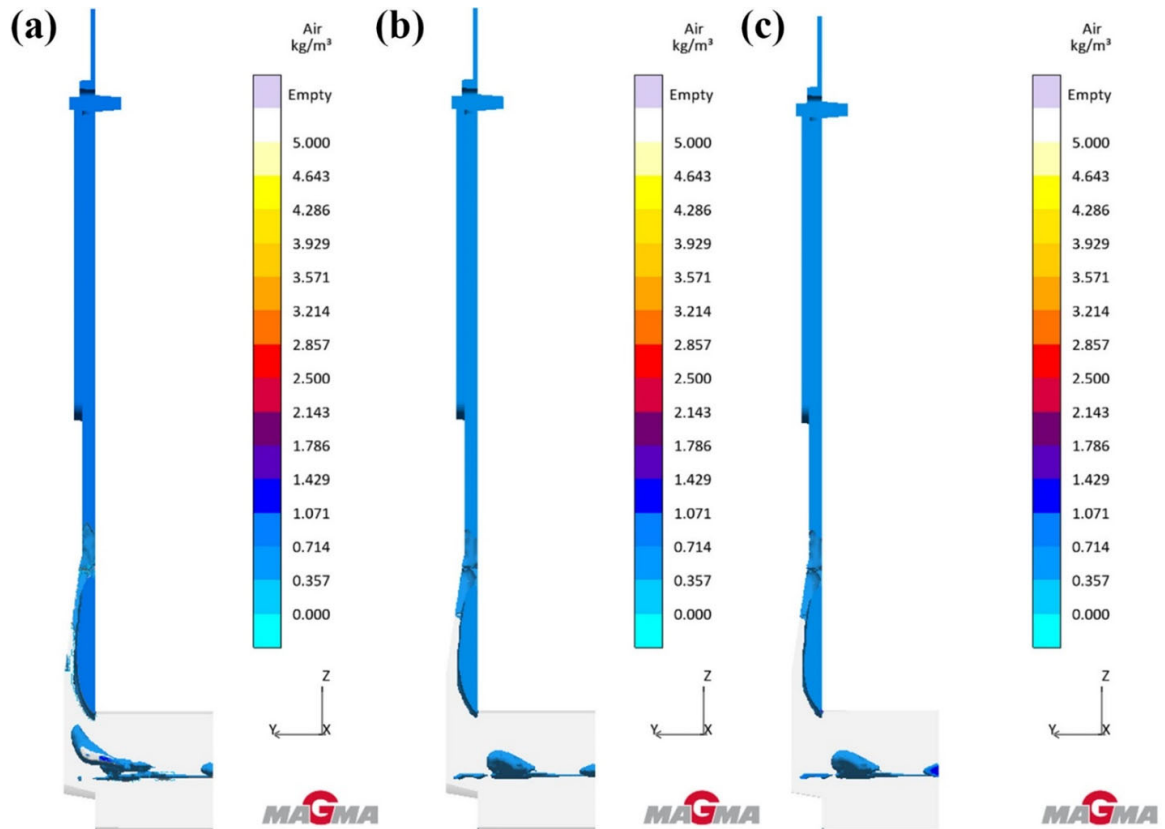 (a)
Air
kg/m³
Empty
5.000
4.643
4.286
3.929
3.571
3.214
2.857
2.500
2.143
1.786
1.429
1.071
0.714
0.357
0.000
Z
Y
X
MAGMA
(b)
Air
kg/m³
Empty
5.000
4.643
4.286
3.929
3.571
3.214
2.857
2.500
2.143
1.786
1.429
1.071
0.714
0.357
0.000
Z
Y
X
MAGMA
(c)
Air
kg/m³
Empty
5.000
4.643
4.286
3.929
3.571
3.214
2.857
2.500
2.143
1.786
1.429
1.071
0.714
0.357
0.000
Z
Y
X
MAGMA